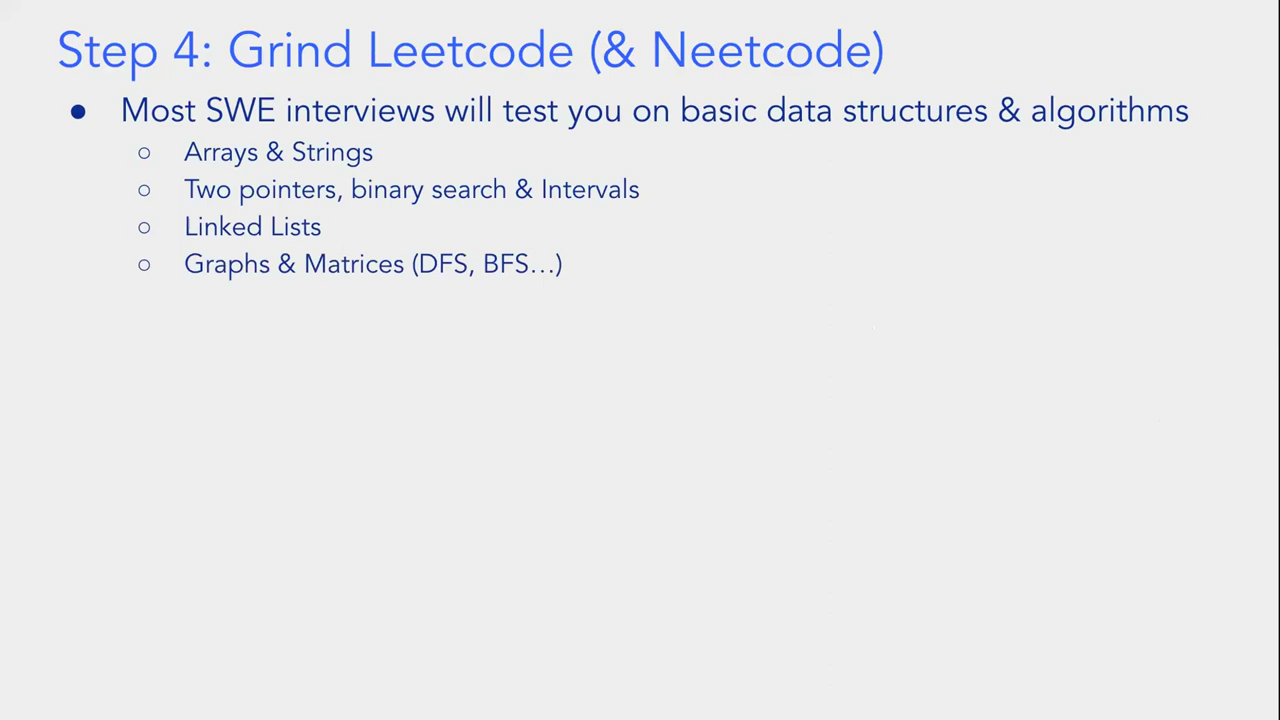 Step 4: Grind Leetcode (& Neetcode)
● Most SWE interviews will test you on basic data structures & algorithms
○ Arrays & Strings
○ Two pointers, binary search & Intervals
○ Linked Lists
○ Graphs & Matrices (DFS, BFS…)